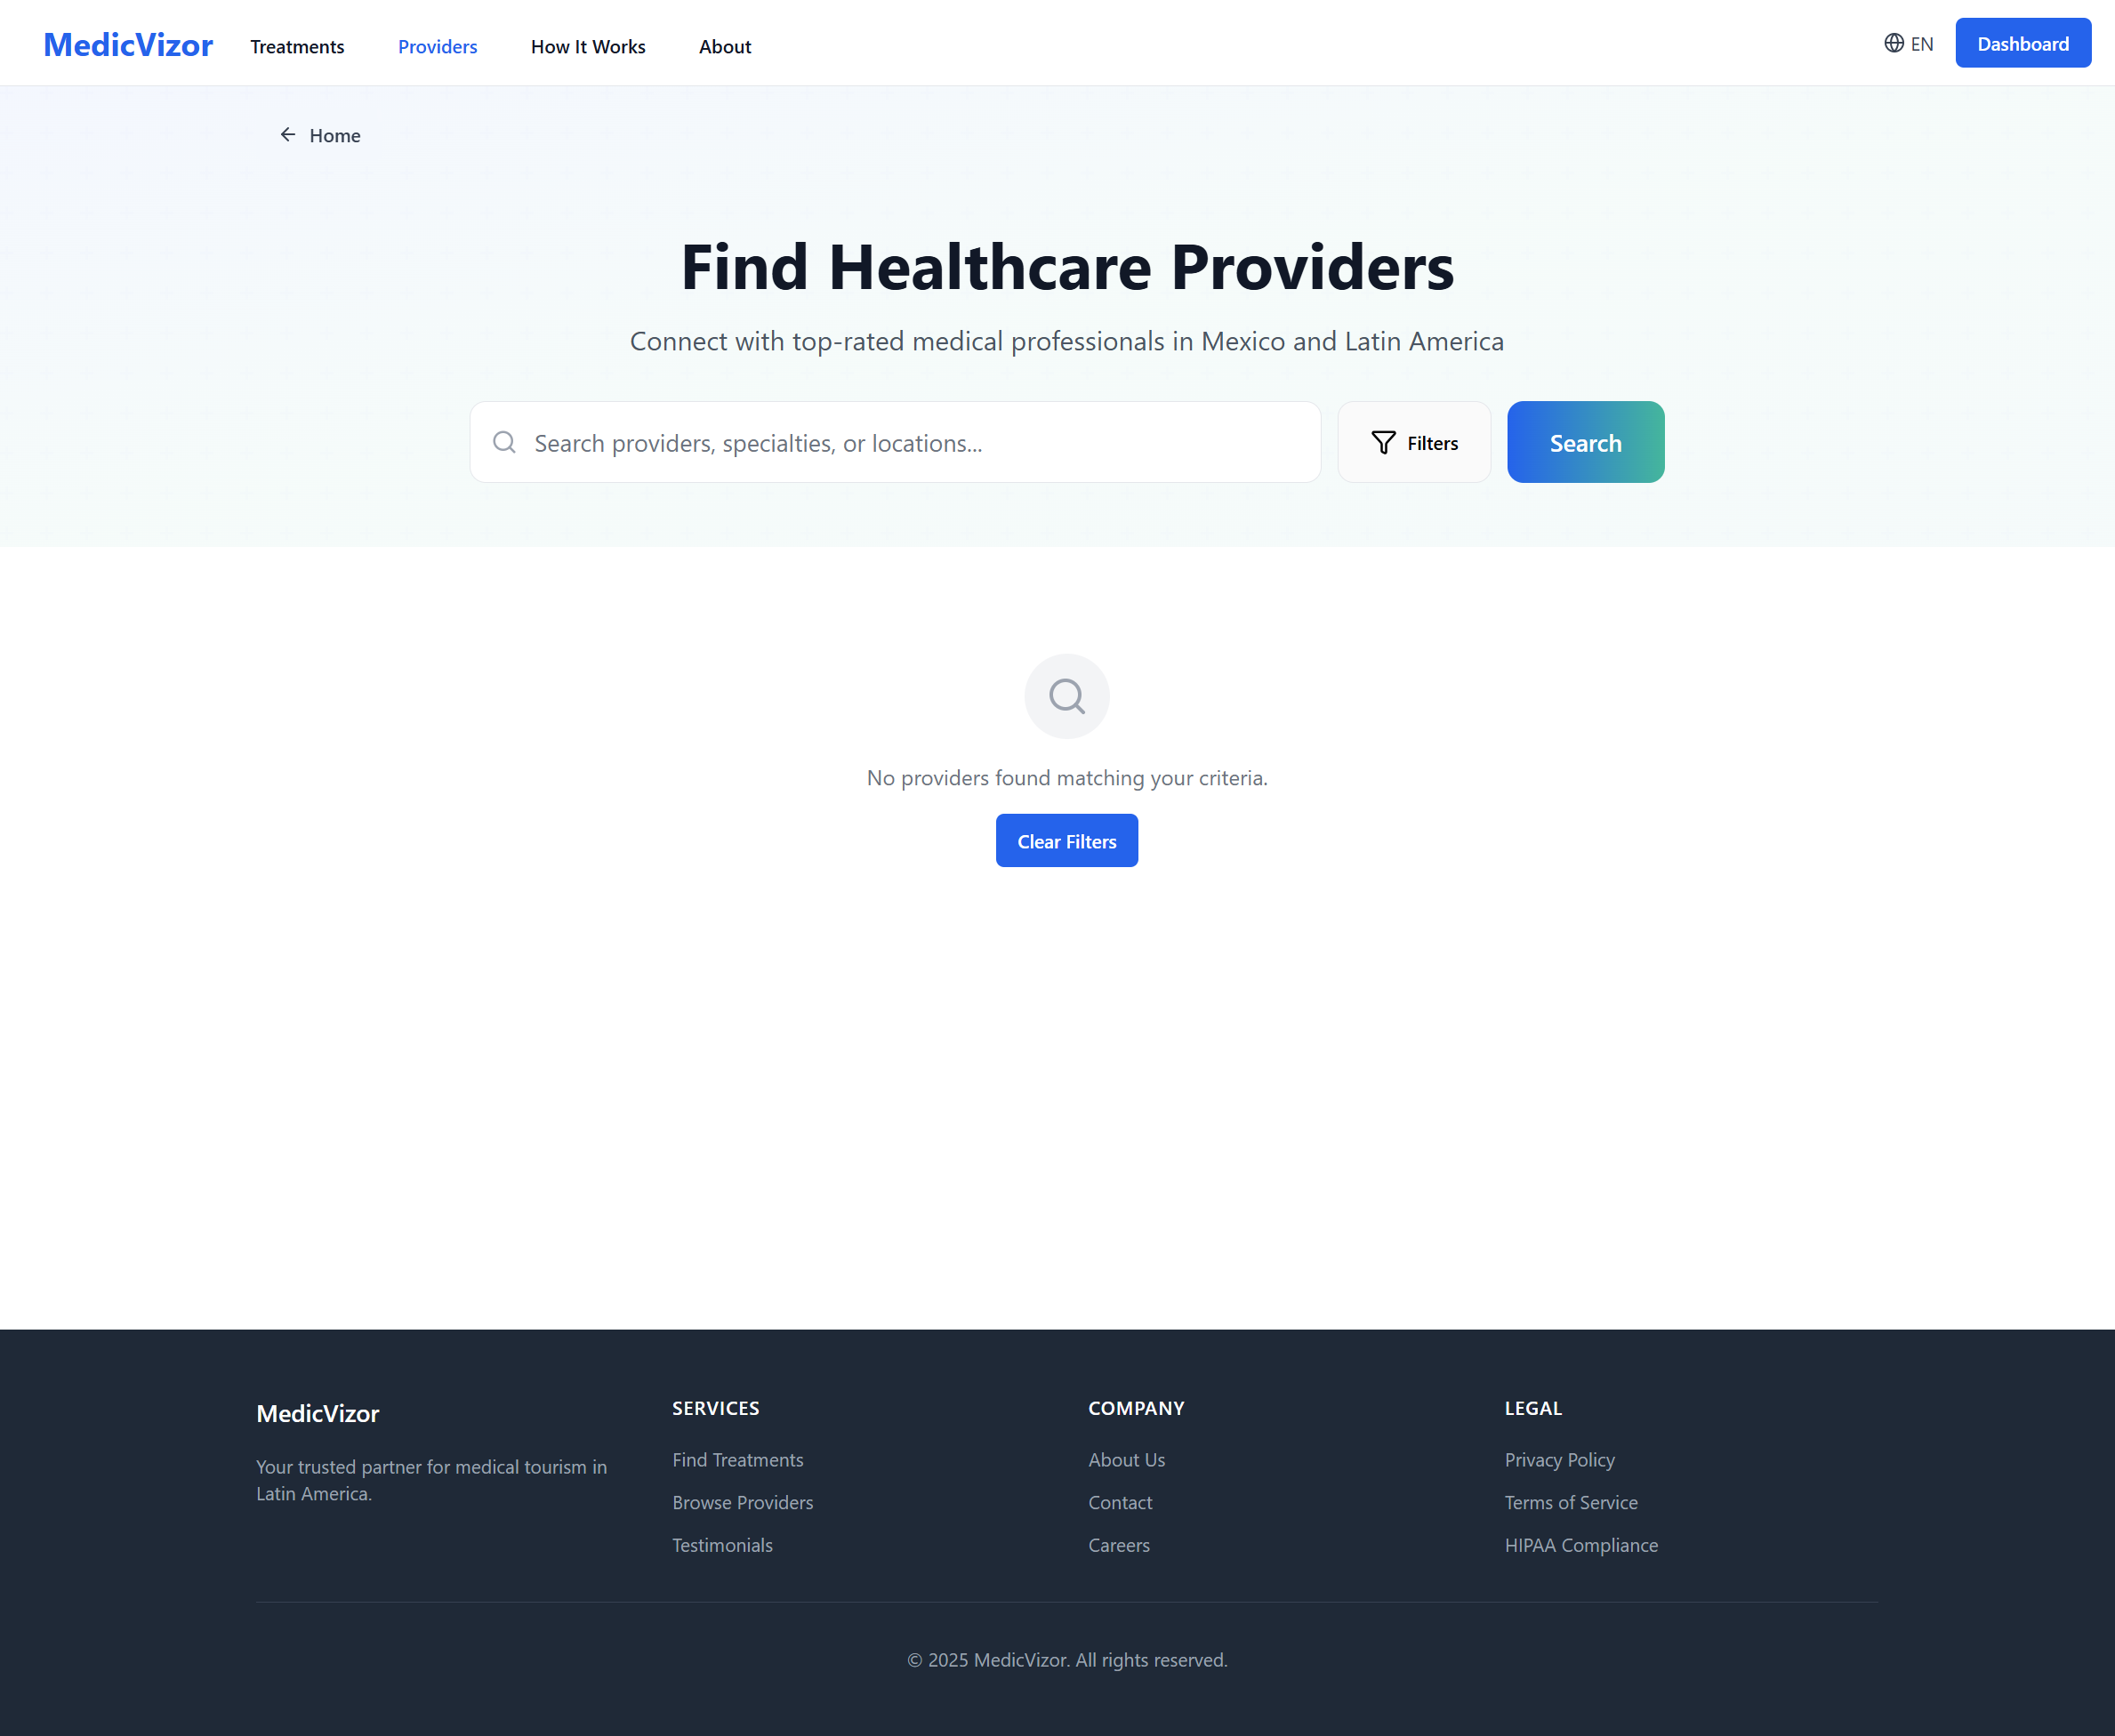 MedicVizor
Treatments
Providers
How It Works
About
EN
Dashboard
Home
Find Healthcare Providers
Connect with top-rated medical professionals in Mexico and Latin America
Search providers, specialties, or locations...
Filters
Search
No providers found matching your criteria.
Clear Filters
MedicVizor
Your trusted partner for medical tourism in
Latin America.
SERVICES
Find Treatments
Browse Providers
Testimonials
COMPANY
About Us
Contact
Careers
LEGAL
Privacy Policy
Terms of Service
HIPAA Compliance
© 2025 MedicVizor. All rights reserved.